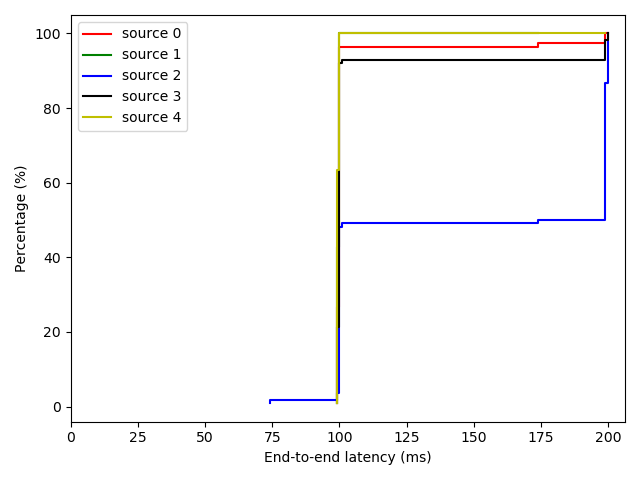 100
80
60
40
20
0
Percentage (%)
source 0
source 1
source 2
source 3
source 4
0 25 50 75 100 125 150 175 200
End-to-end latency (ms)